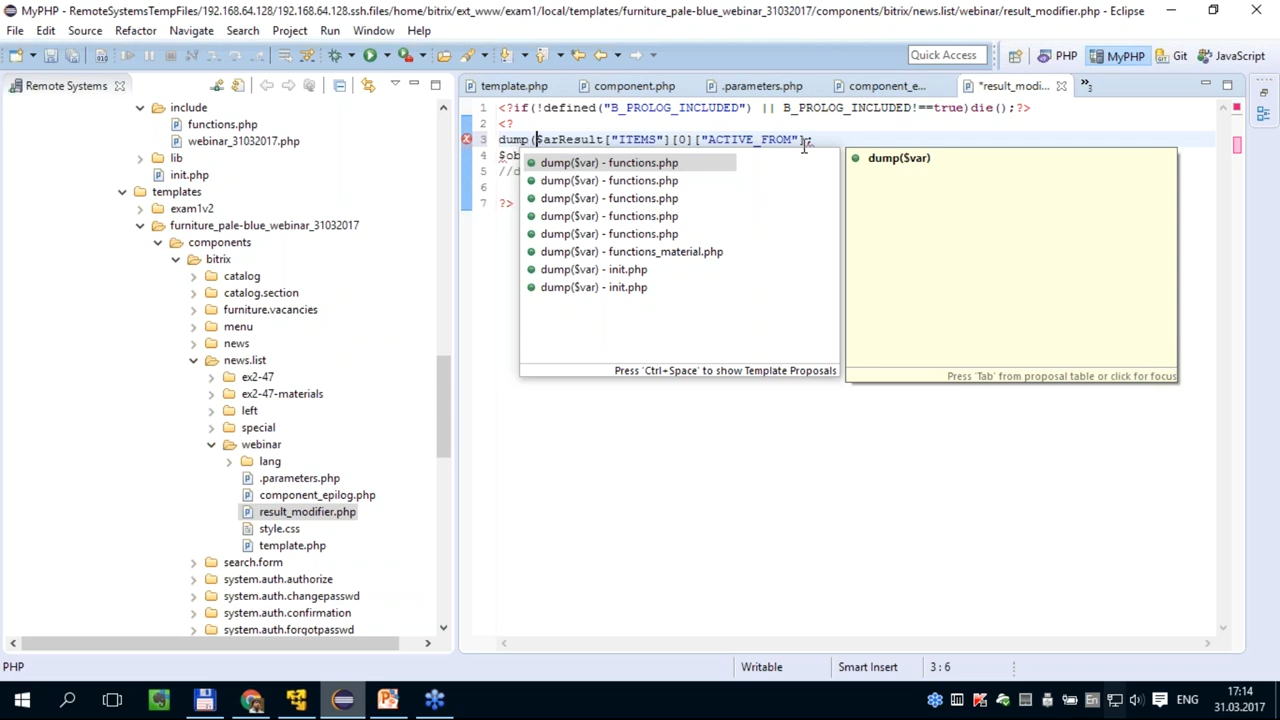 MyPHP - RemoteSystemsTempFiles/192.168.64.128/192.168.64.128.ssh.files/home/bitrix/ext_www/exam1/local/templates/furniture_pale-blue_webinar_31032017/components/bitrix/news.list/webinar/result_modifier.php - Eclipse
File Edit Source Refactor Navigate Search Project Run Window Help
Quick Access PHP MyPHP Git JavaScript
Remote Systems
template.php component.php .parameters.php component_e... *result_modi... »3
include
functions.php
webinar_31032017.php
lib
init.php
templates
exam1v2
furniture_pale-blue_webinar_31032017
components
bitrix
catalog
catalog.section
furniture.vacancies
menu
news
news.list
ex2-47
ex2-47-materials
left
special
webinar
lang
.parameters.php
component_epilog.php
result_modifier.php
style.css
template.php
search.form
system.auth.authorize
system.auth.changepasswd
system.auth.confirmation
system.auth.forgotpasswd
1 <?if(!defined("B_PROLOG_INCLUDED") || B_PROLOG_INCLUDED!==true)die();?>
2 <?
3 dump($arResult["ITEMS"][0]["ACTIVE_FROM"];
4 $ob
5 //d
6
7 ?>
dump($var) - functions.php
dump($var) - functions.php
dump($var) - functions.php
dump($var) - functions.php
dump($var) - functions.php
dump($var) - functions_material.php
dump($var) - init.php
dump($var) - init.php
Press 'Ctrl+Space' to show Template Proposals
dump($var)
Press 'Tab' from proposal table or click for focus
PHP Writable Smart Insert 3 : 6
ENG
17:14
31.03.2017